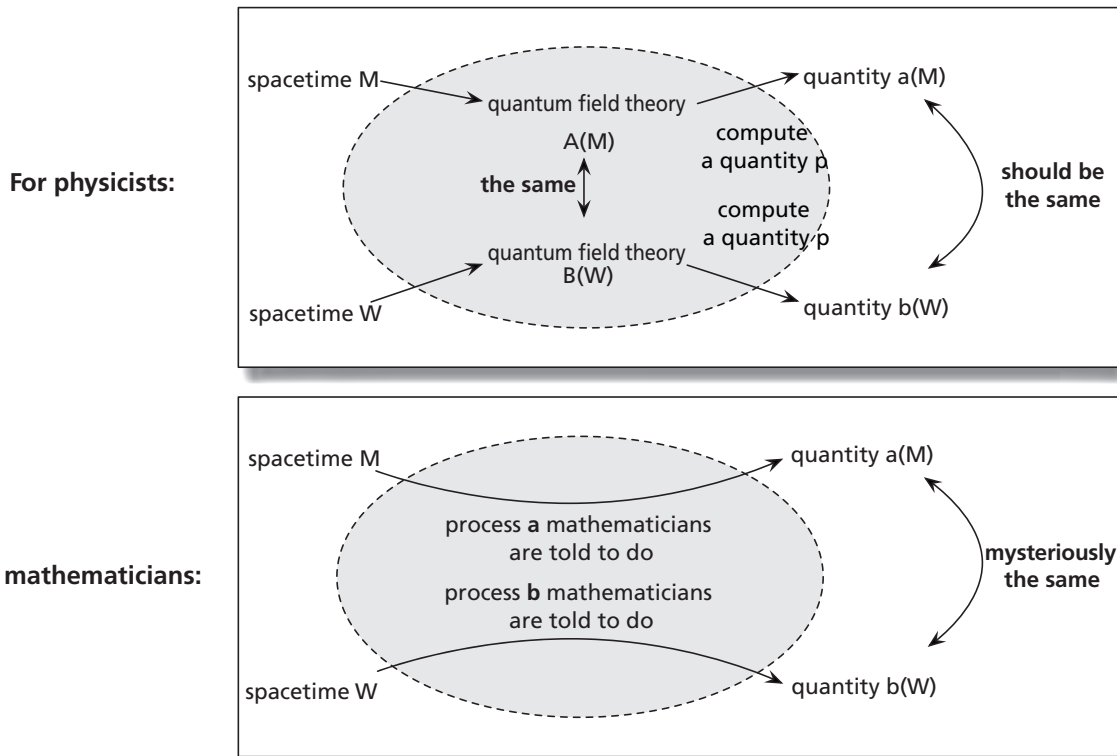 For physicists:
spacetime M
quantum field theory
A(M)
the same
quantum field theory
B(W)
spacetime W
compute
a quantity p
compute
a quantity p
quantity a(M)
should be
the same
quantity b(W)
mathematicians:
spacetime M
process a mathematicians
are told to do
process b mathematicians
are told to do
spacetime W
quantity a(M)
mysteriously
the same
quantity b(W)